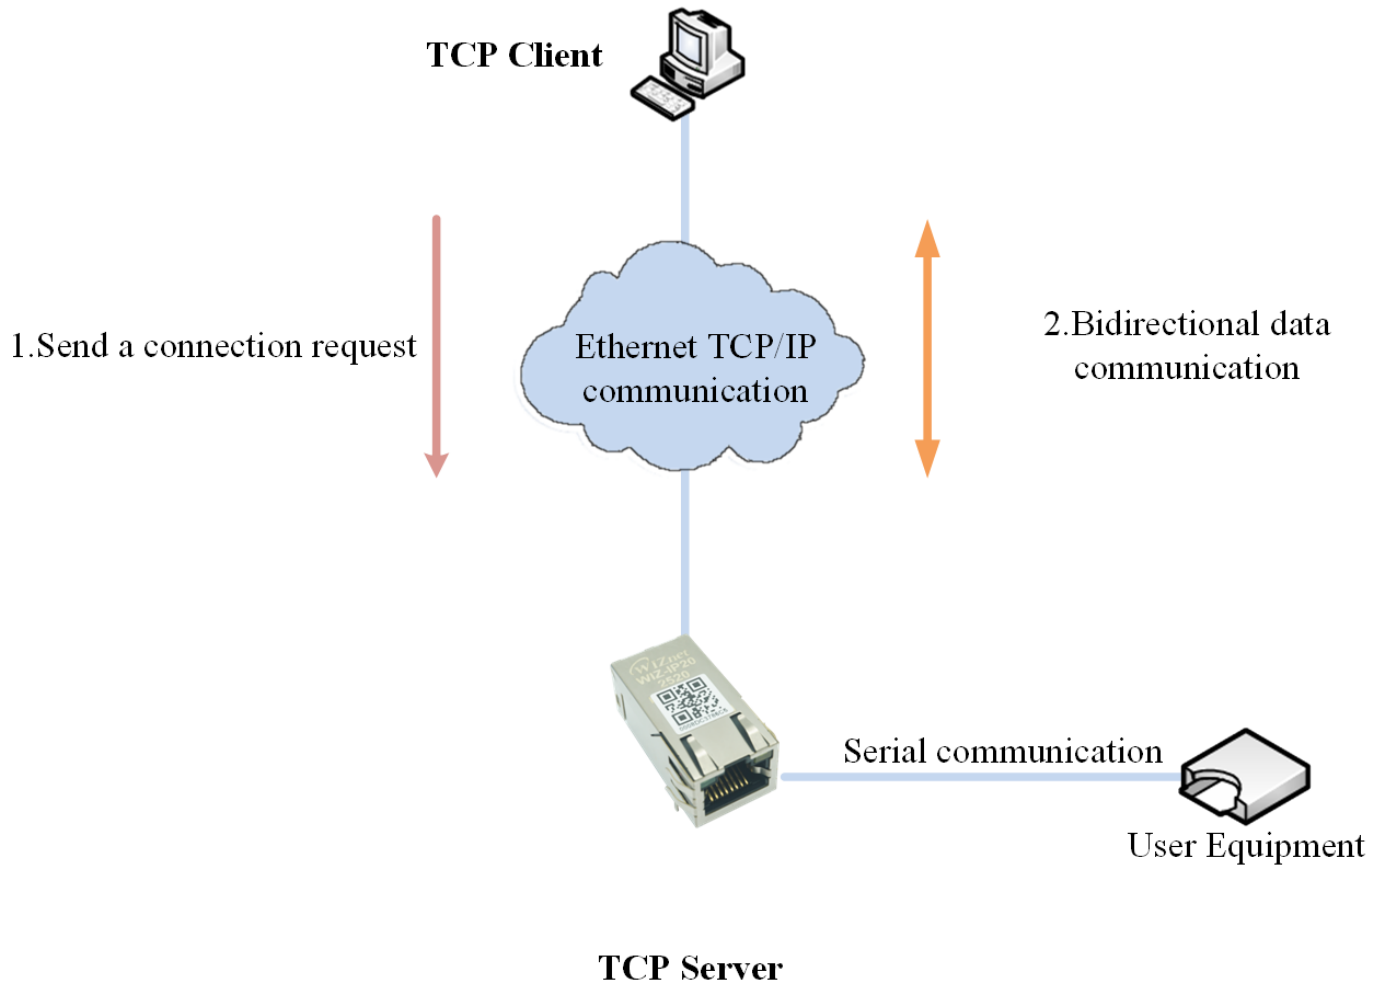 TCP Client
1.Send a connection request
Ethernet TCP/IP
communication
2.Bidirectional data
communication
WIZnet
WIZ-IP20
2520
Serial communication
User Equipment
TCP Server